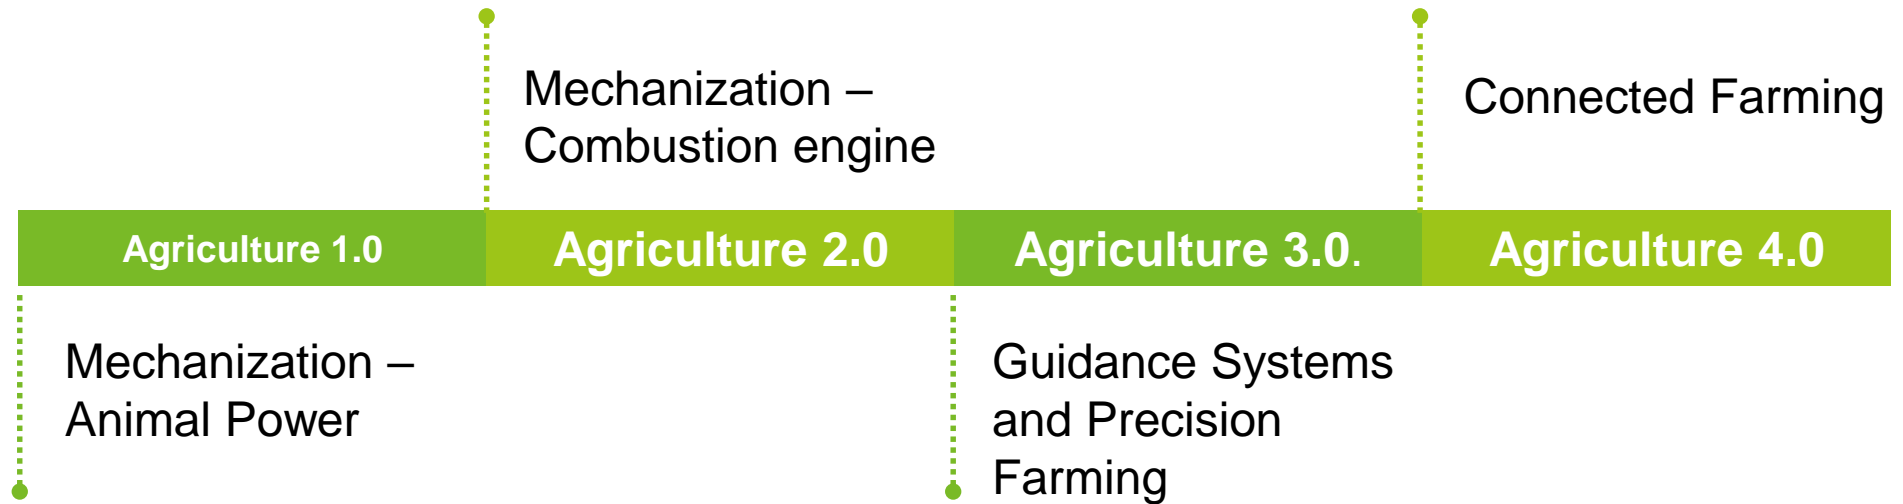 Mechanization –
Combustion engine
Connected Farming
Agriculture 1.0
Agriculture 2.0
Agriculture 3.0.
Agriculture 4.0
Mechanization –
Animal Power
Guidance Systems
and Precision
Farming